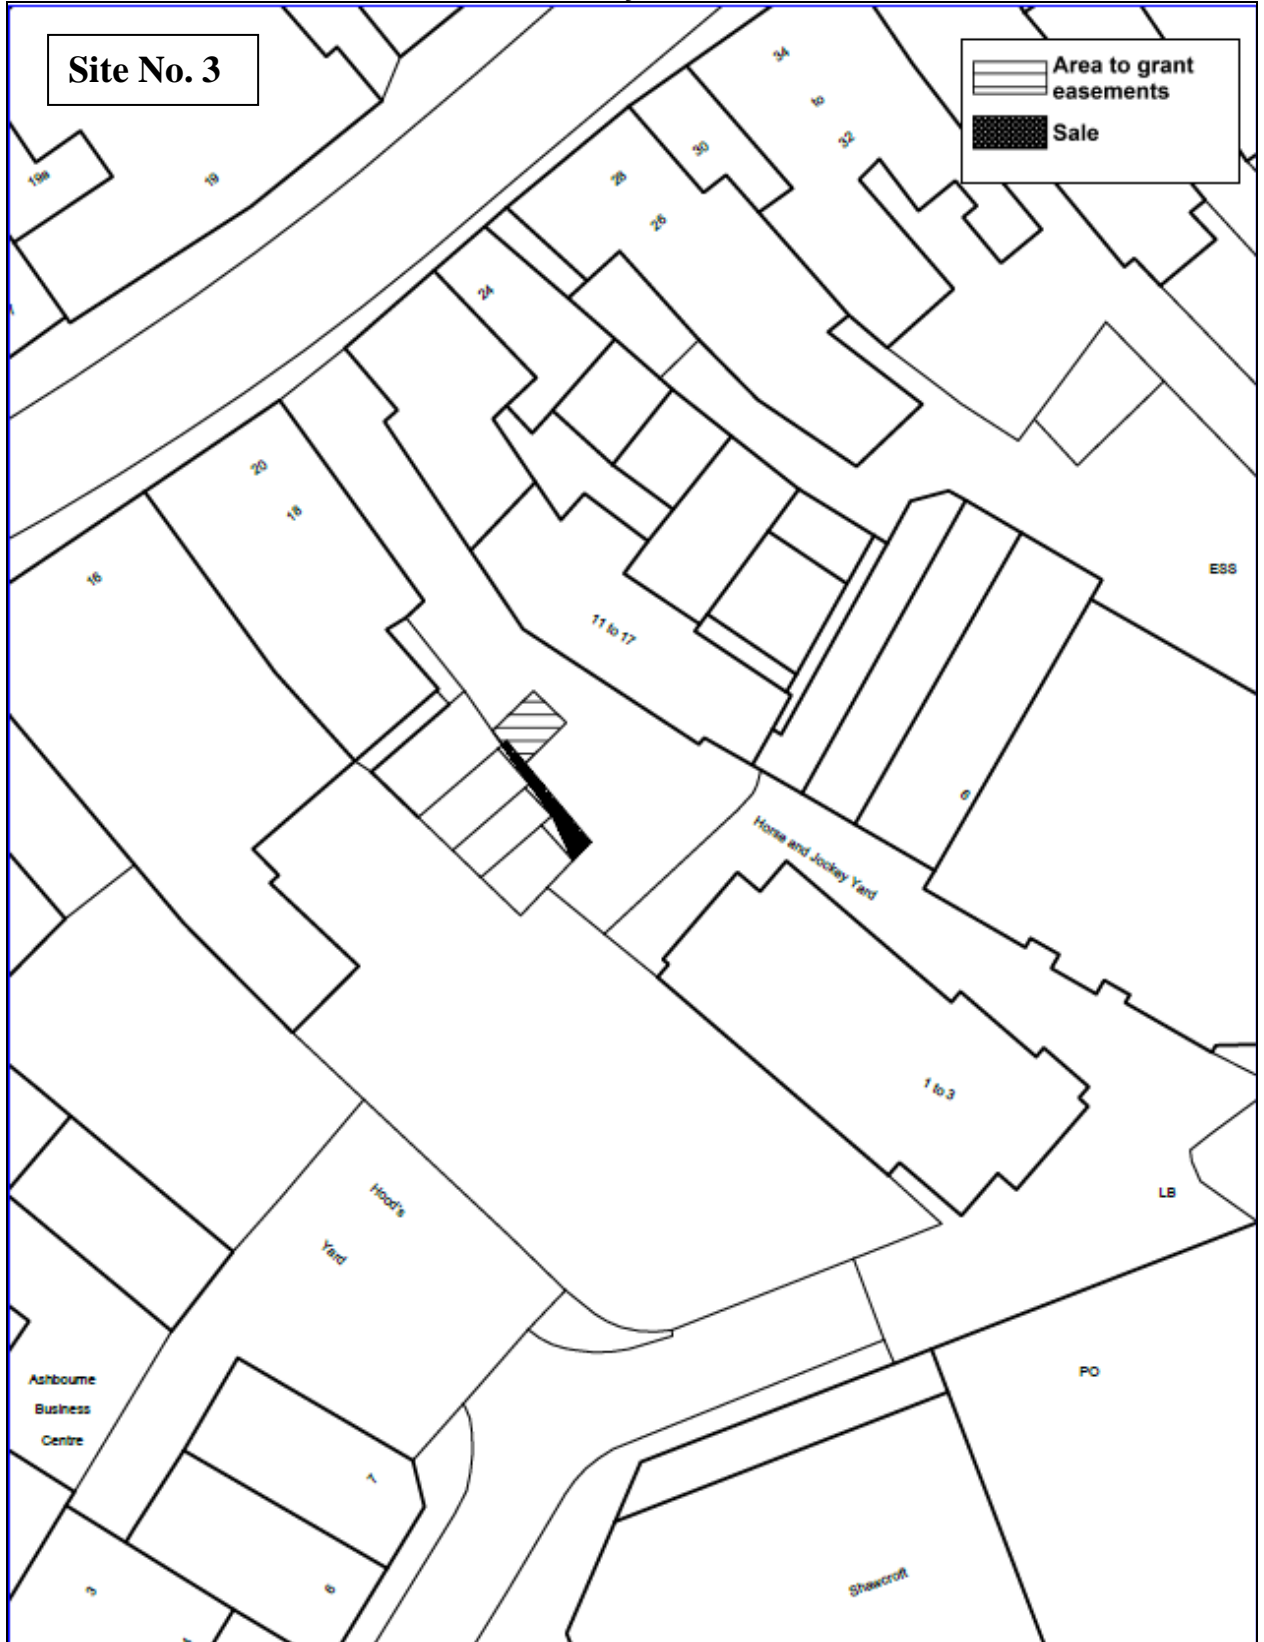 Site No. 3
Area to grant
easements
Sale
34
to
32
30
28
26
24
19a
19
20
18
16
11 to 17
ESS
6
Horse and Jockey Yard
1 to 3
LB
Hood's
Yard
PO
Ashbourne
Business
Centre
7
6
3
Shawcroft